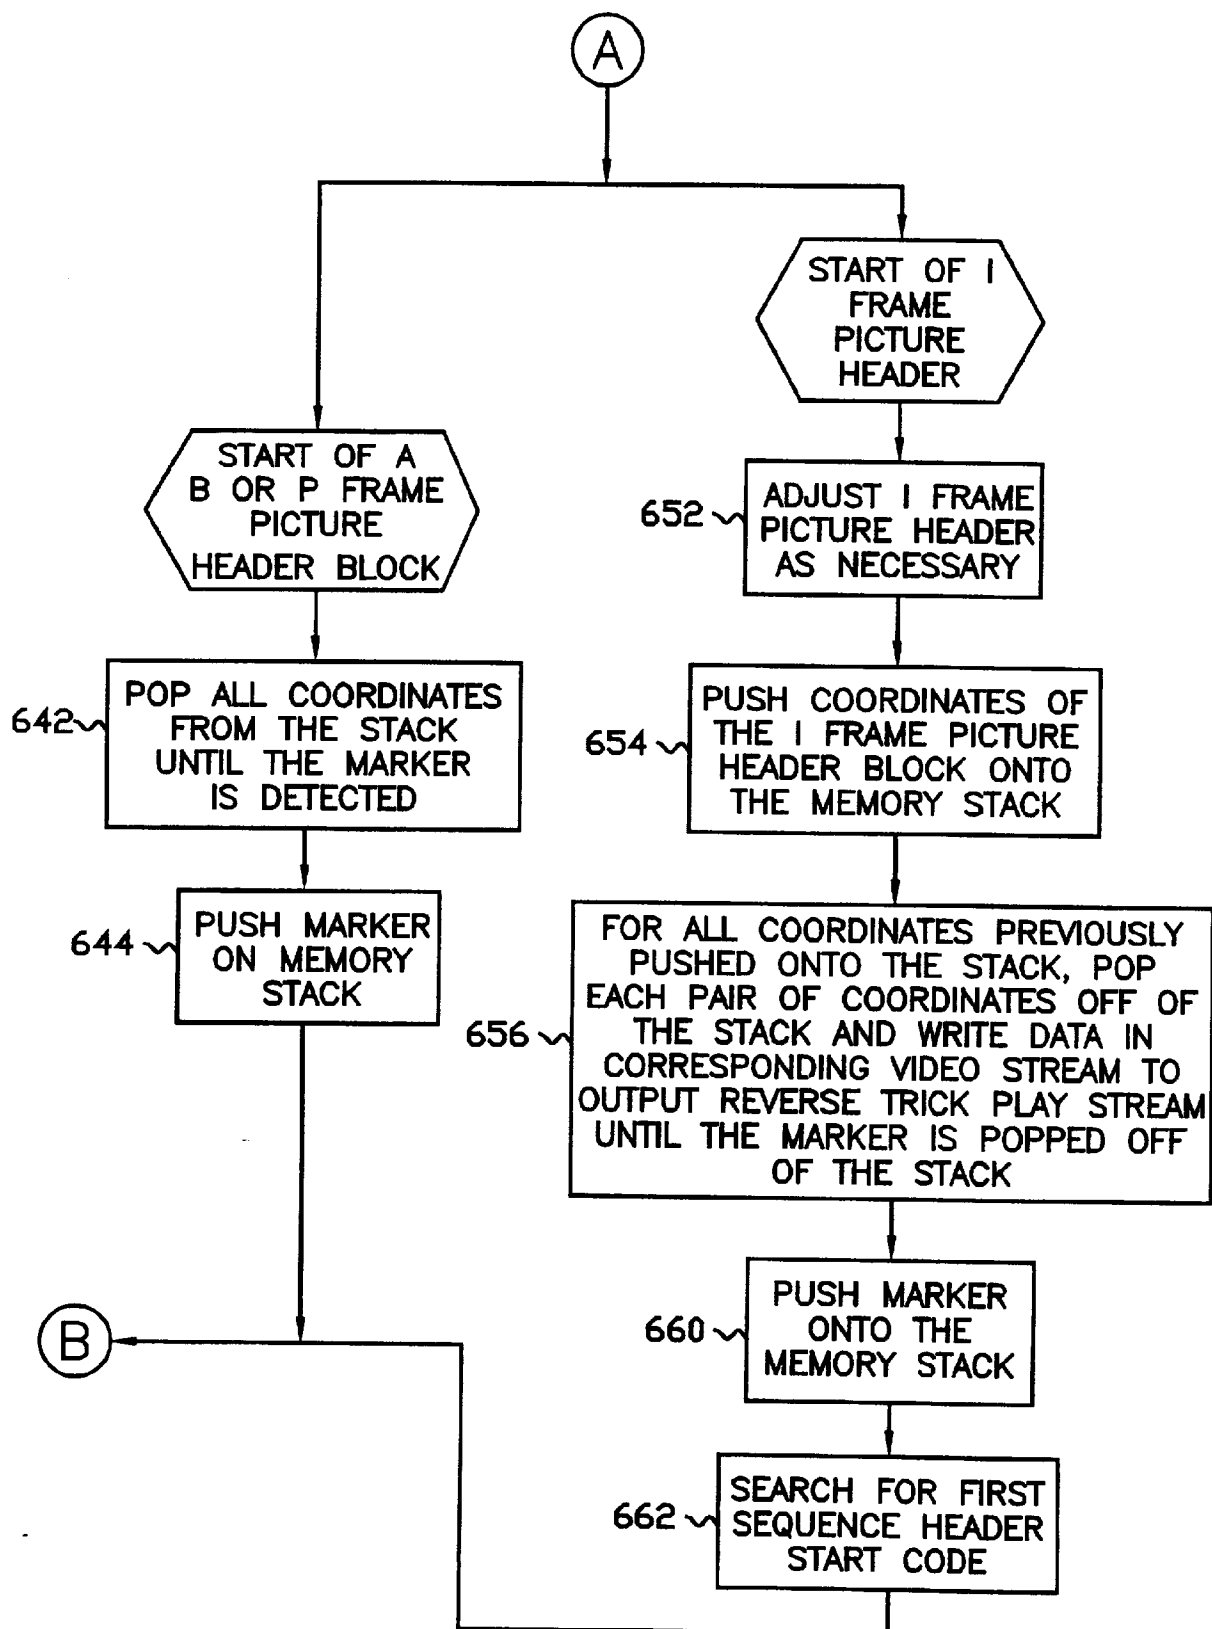 A
START OF I
FRAME
PICTURE
HEADER
START OF A
B OR P FRAME
PICTURE
HEADER BLOCK
652
ADJUST I FRAME
PICTURE HEADER
AS NECESSARY
642
POP ALL COORDINATES
FROM THE STACK
UNTIL THE MARKER
IS DETECTED
654
PUSH COORDINATES OF
THE I FRAME PICTURE
HEADER BLOCK ONTO
THE MEMORY STACK
644
PUSH MARKER
ON MEMORY
STACK
656
FOR ALL COORDINATES PREVIOUSLY
PUSHED ONTO THE STACK, POP
EACH PAIR OF COORDINATES OFF OF
THE STACK AND WRITE DATA IN
CORRESPONDING VIDEO STREAM TO
OUTPUT REVERSE TRICK PLAY STREAM
UNTIL THE MARKER IS POPPED OFF
OF THE STACK
B
660
PUSH MARKER
ONTO THE
MEMORY STACK
662
SEARCH FOR FIRST
SEQUENCE HEADER
START CODE